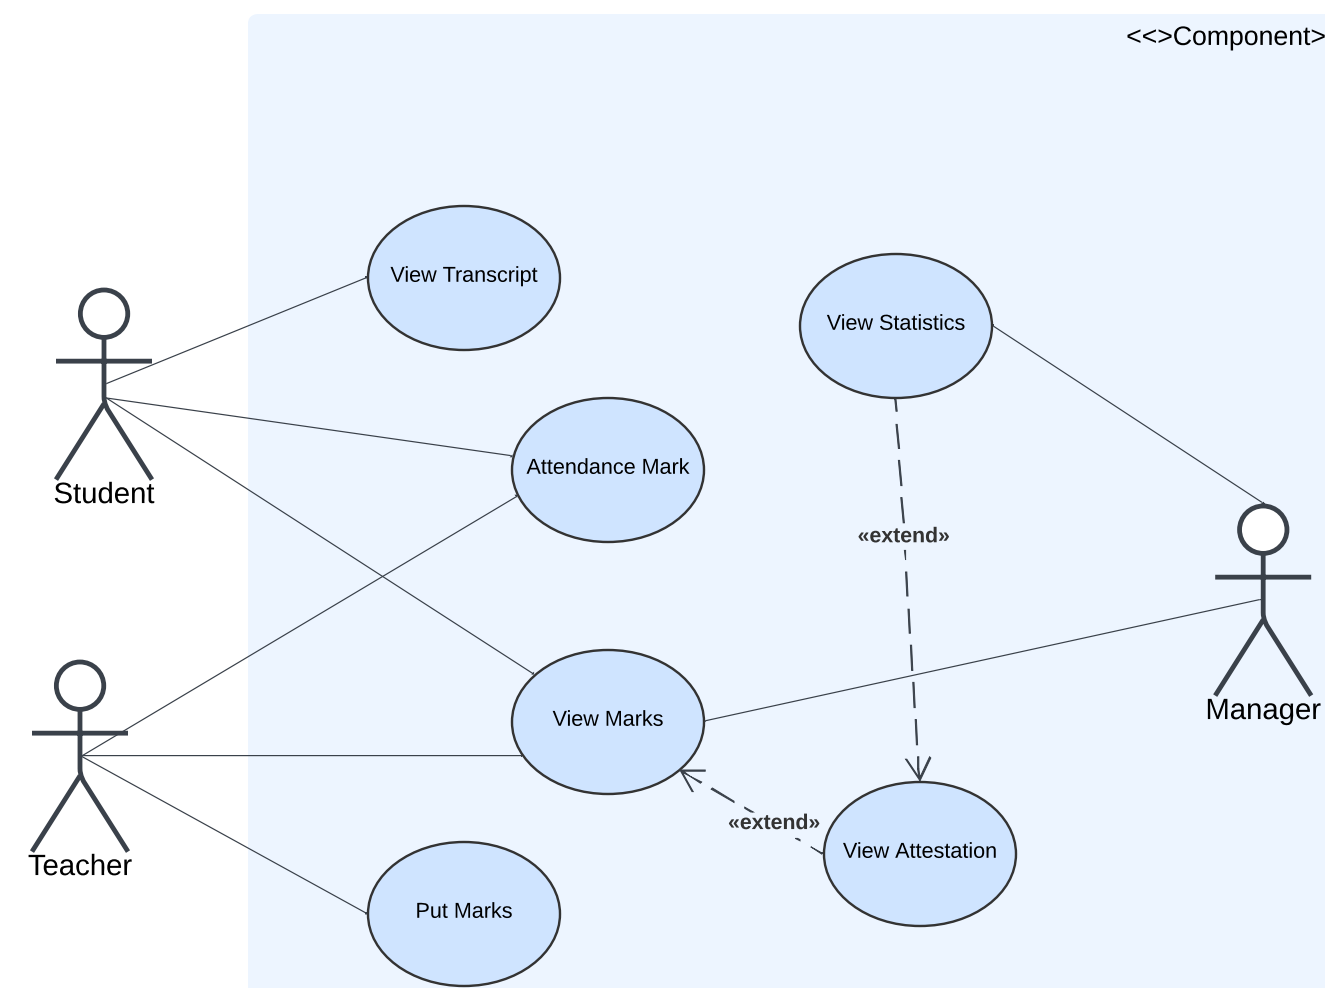 <<>Component>
View Transcript
View Statistics
Attendance Mark
Student
«extend»
View Marks
Manager
«extend»
View Attestation
Teacher
Put Marks